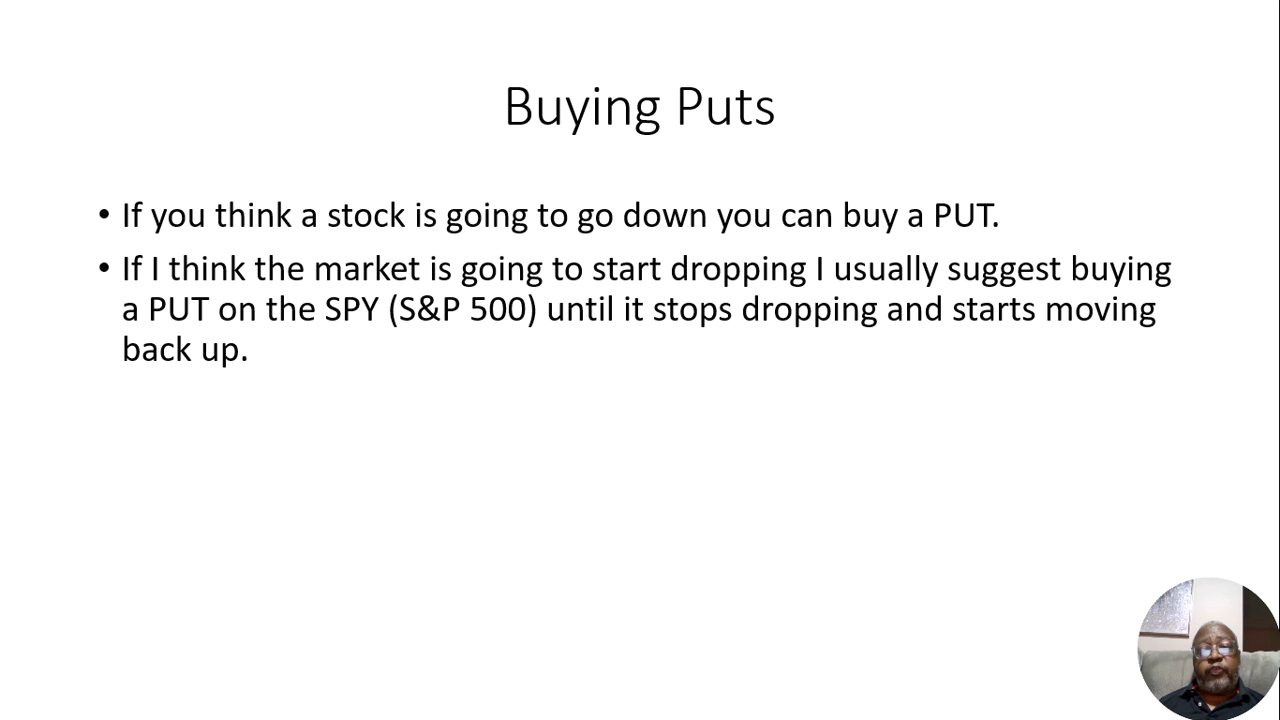 Buying Puts
• If you think a stock is going to go down you can buy a PUT.
• If I think the market is going to start dropping I usually suggest buying
a PUT on the SPY (S&P 500) until it stops dropping and starts moving
back up.